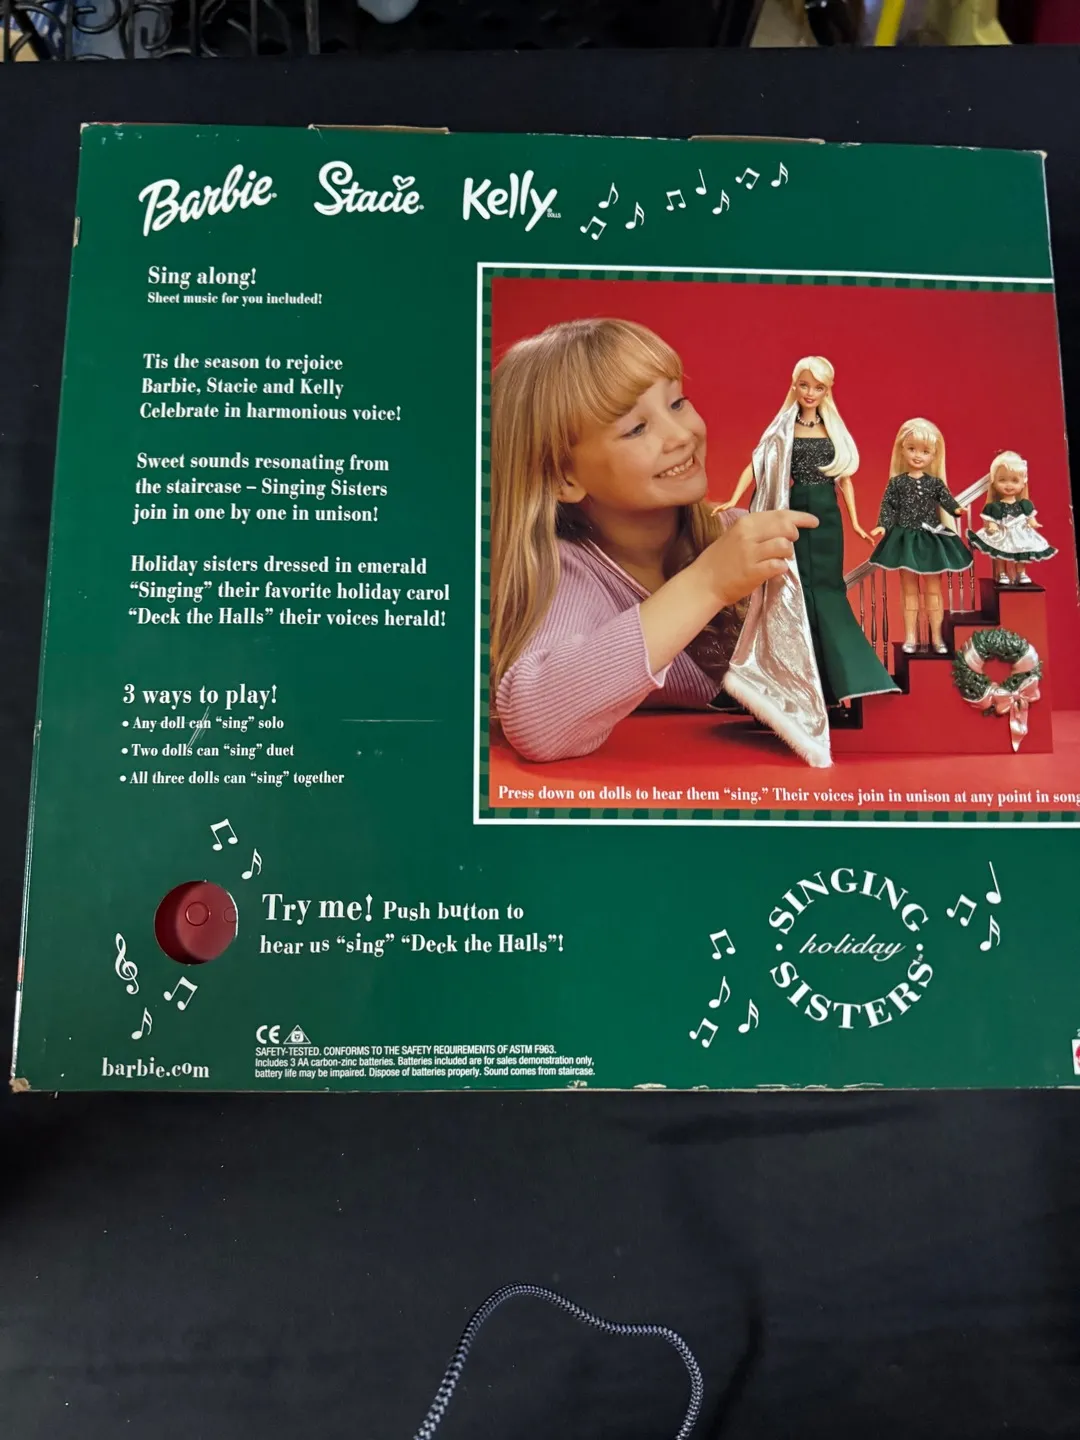 Barbie® Stacie® Kelly® DOLLS
Sing along!
Sheet music for you included!
Tis the season to rejoice
Barbie, Stacie and Kelly
Celebrate in harmonious voice!
Sweet sounds resonating from
the staircase – Singing Sisters
join in one by one in unison!
Holiday sisters dressed in emerald
“Singing” their favorite holiday carol
“Deck the Halls” their voices herald!
3 ways to play!
• Any doll can “sing” solo
• Two dolls can “sing” duet
• All three dolls can “sing” together
Press down on dolls to hear them “sing.” Their voices join in unison at any point in song
Try me! Push button to
hear us “sing” “Deck the Halls”!
SINGING
holiday
SISTERS™
CE
SAFETY-TESTED. CONFORMS TO THE SAFETY REQUIREMENTS OF ASTM F963.
Includes 3 AA carbon-zinc batteries. Batteries included are for sales demonstration only,
battery life may be impaired. Dispose of batteries properly. Sound comes from staircase.
barbie.com